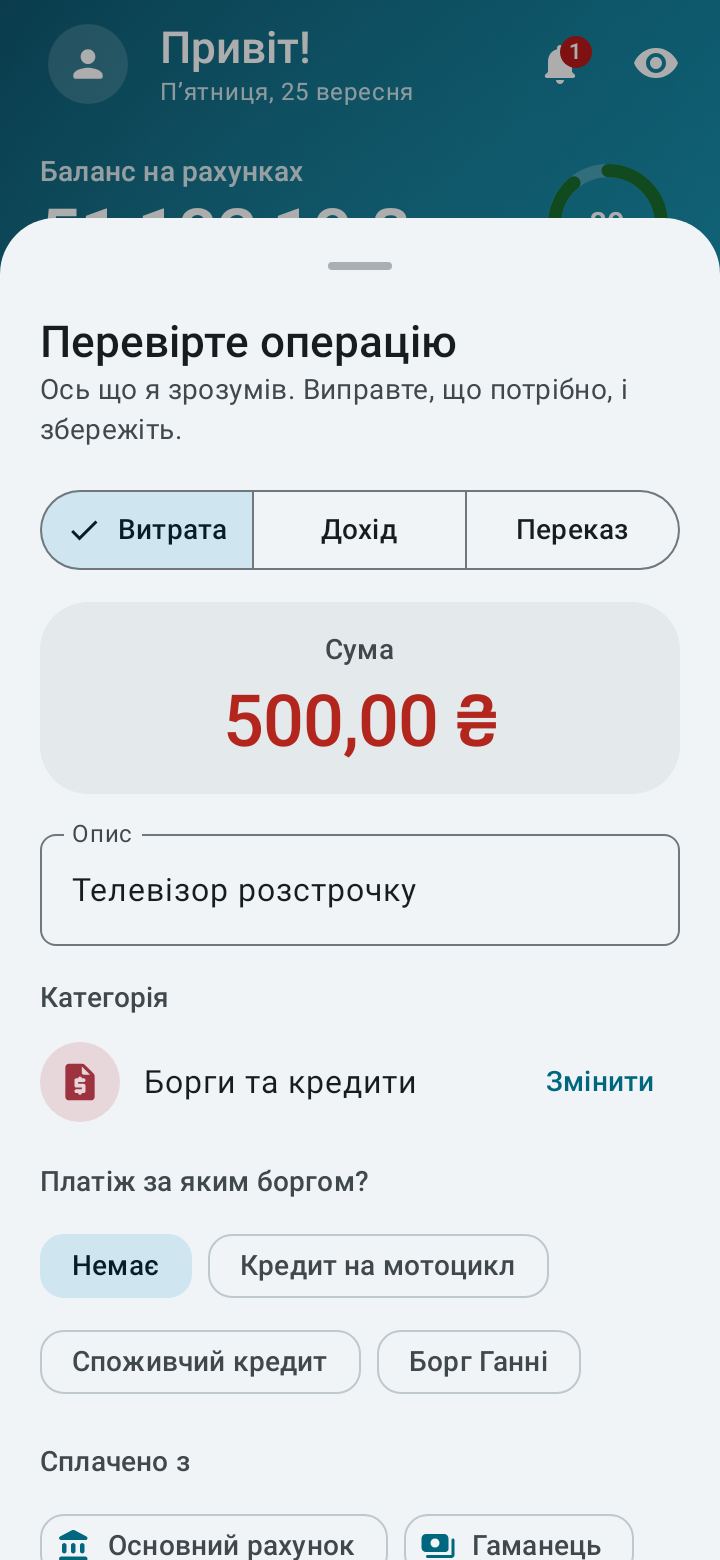 Привіт!
1
П’ятниця, 25 вересня
Баланс на рахунках
Перевірте операцію
Ось що я зрозумів. Виправте, що потрібно, і
збережіть.
Витрата
Дохід
Переказ
Сума
500,00 ₴
Опис
Телевізор розстрочку
Категорія
Борги та кредити
Змінити
Платіж за яким боргом?
Немає
Кредит на мотоцикл
Споживчий кредит
Борг Ганні
Сплачено з
Основний рахунок
Гаманець